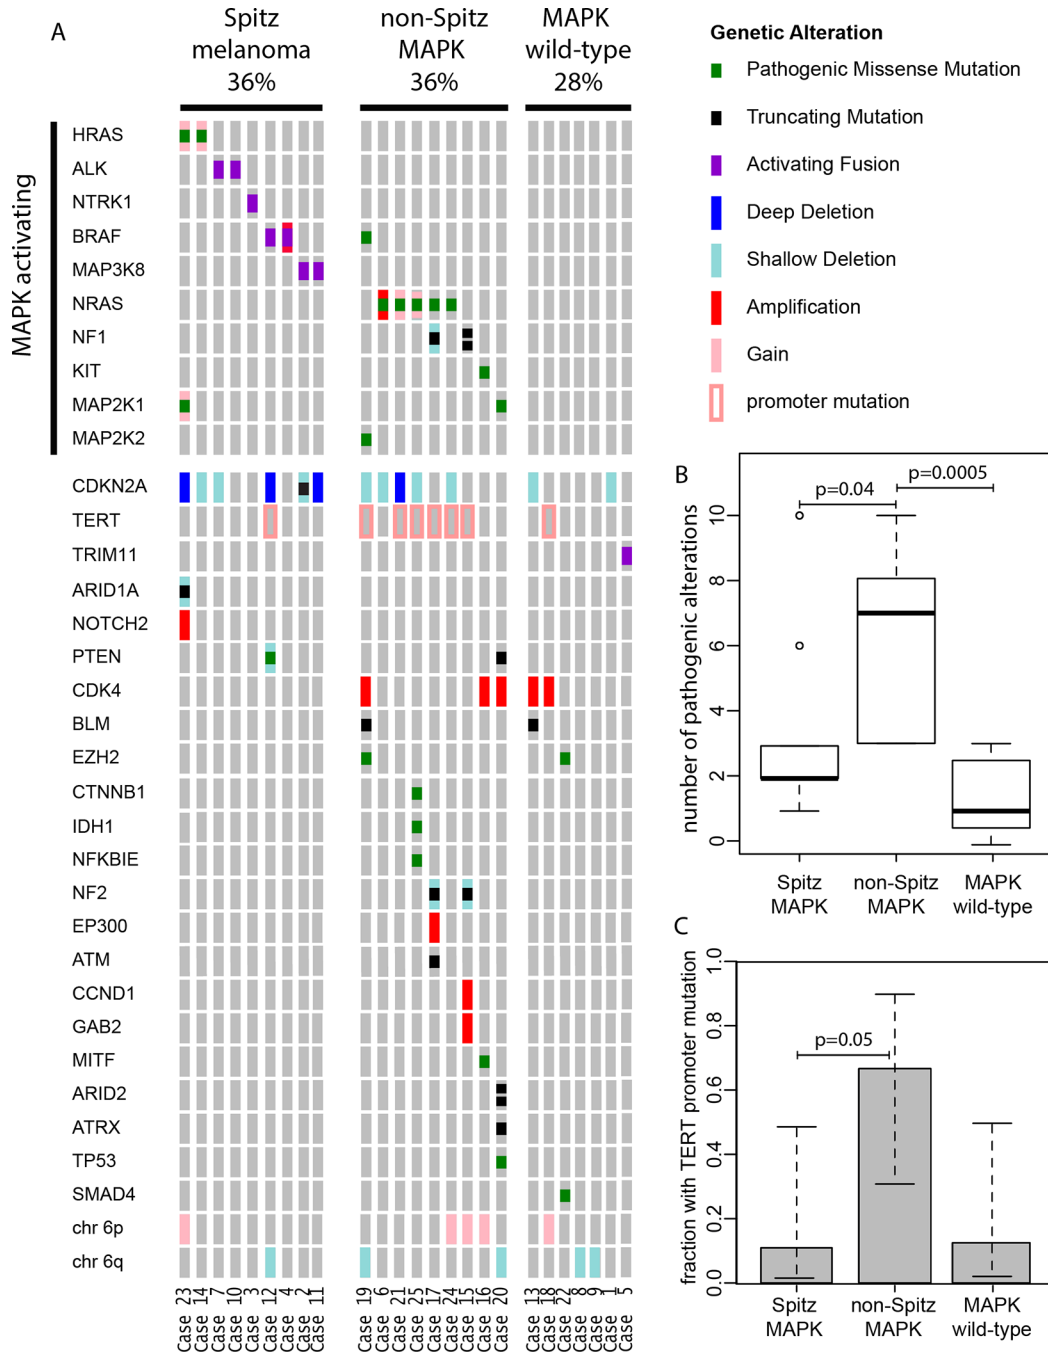 A
Spitz
melanoma
36%
non-Spitz
MAPK
36%
MAPK
wild-type
28%
Genetic Alteration
Pathogenic Missense Mutation
Truncating Mutation
Activating Fusion
Deep Deletion
Shallow Deletion
Amplification
Gain
promoter mutation
MAPK activating
HRAS
ALK
NTRK1
BRAF
MAP3K8
NRAS
NF1
KIT
MAP2K1
MAP2K2
CDKN2A
TERT
TRIM11
ARID1A
NOTCH2
PTEN
CDK4
BLM
EZH2
CTNNB1
IDH1
NFKBIE
NF2
EP300
ATM
CCND1
GAB2
MITF
ARID2
ATRX
TP53
SMAD4
chr 6p
chr 6q
Case 23
Case 14
Case 7
Case 10
Case 3
Case 12
Case 4
Case 2
Case 11
Case 19
Case 6
Case 21
Case 25
Case 17
Case 24
Case 15
Case 16
Case 20
Case 13
Case 18
Case 22
Case 8
Case 9
Case 1
Case 5
B
number of pathogenic alterations
10
8
6
4
2
0
p=0.04
p=0.0005
Spitz
MAPK
non-Spitz
MAPK
MAPK
wild-type
C
fraction with TERT promoter mutation
1.0
0.8
0.6
0.4
0.2
0.0
p=0.05
Spitz
MAPK
non-Spitz
MAPK
MAPK
wild-type